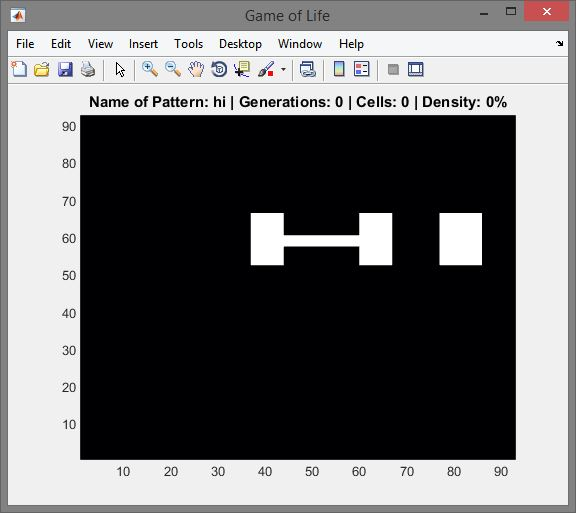 Game of Life
File Edit View Insert Tools Desktop Window Help
Name of Pattern: hi | Generations: 0 | Cells: 0 | Density: 0%
90
80
70
60
50
40
30
20
10
10 20 30 40 50 60 70 80 90